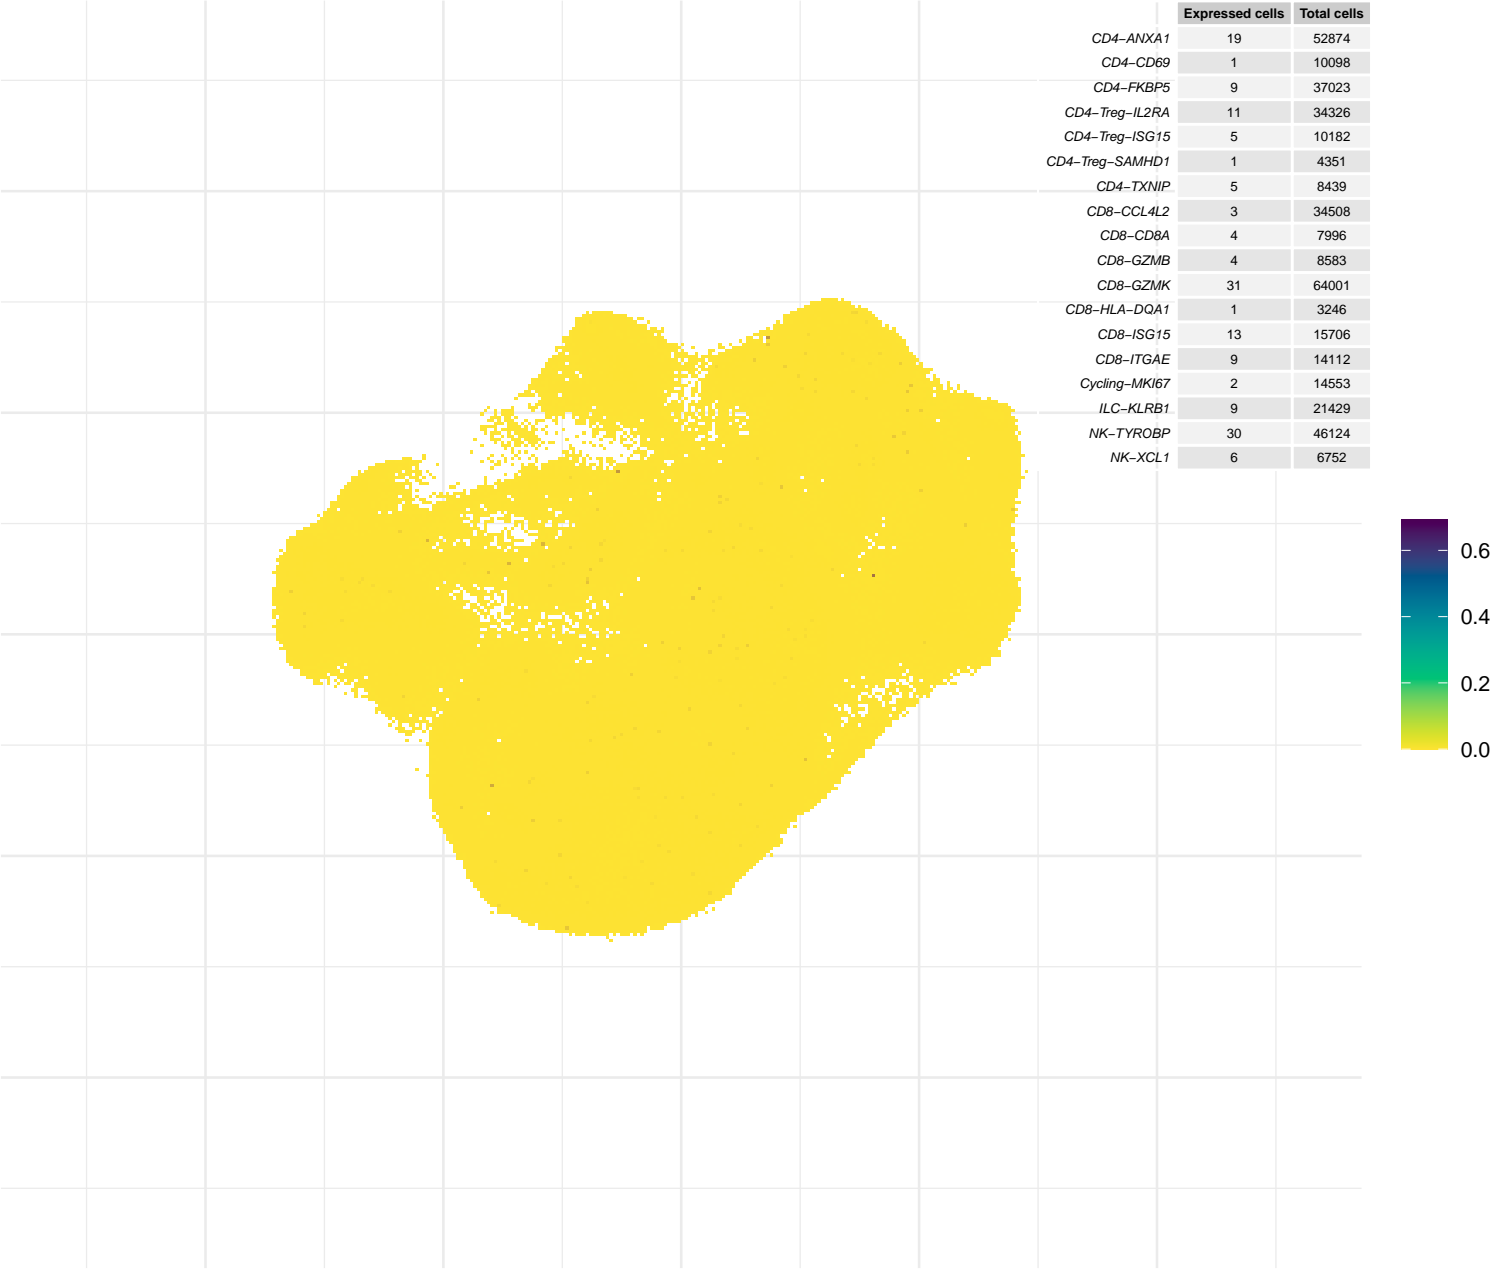 Expressed cells Total cells
CD4−ANXA1 19 52874
CD4−CD69 1 10098
CD4−FKBP5 9 37023
CD4−Treg−IL2RA 11 34326
CD4−Treg−ISG15 5 10182
CD4−Treg−SAMHD1 1 4351
CD4−TXNIP 5 8439
CD8−CCL4L2 3 34508
CD8−CD8A 4 7996
CD8−GZMB 4 8583
CD8−GZMK 31 64001
CD8−HLA−DQA1 1 3246
CD8−ISG15 13 15706
CD8−ITGAE 9 14112
Cycling−MKI67 2 14553
ILC−KLRB1 9 21429
NK−TYROBP 30 46124
NK−XCL1 6 6752
0.6
0.4
0.2
0.0